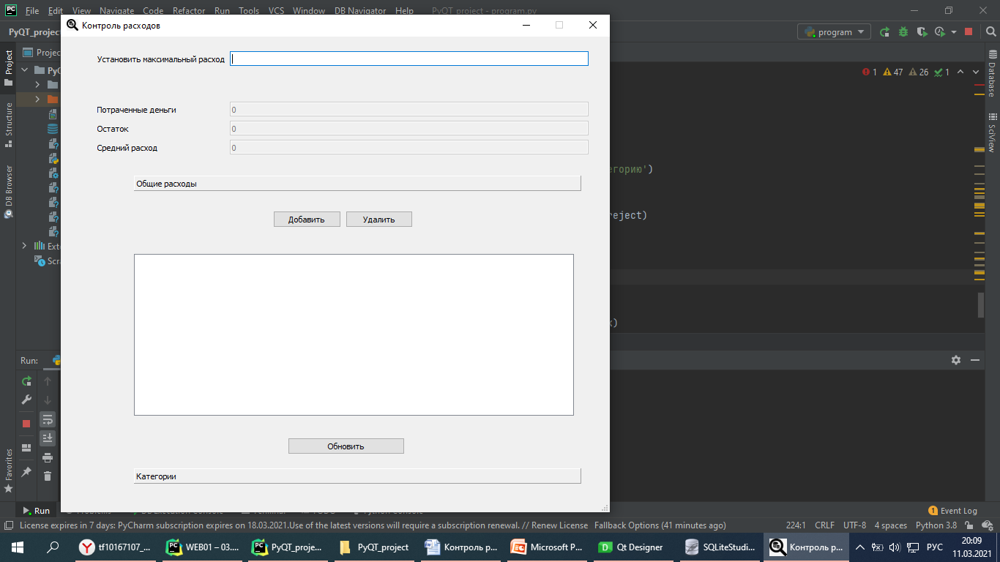 File Edit View Navigate Code Refactor Run Tools VCS Window DB Navigator Help PyQT_project - program.py
Контроль расходов
PyQT_project
program
Project
Установить максимальный расход
1 47 26 1
Потраченные деньги 0
Остаток 0
Средний расход 0
егорию')
Общие расходы
reject)
Добавить Удалить
Обновить
Категории
Project
Structure
DB Browser
Favorites
Database
SciView
Run:
Run
Event Log
License expires in 7 days: PyCharm subscription expires on 18.03.2021.Use of the latest versions will require a subscription renewal. // Renew License Fallback Options (41 minutes ago) 224:1 CRLF UTF-8 4 spaces Python 3.8
tf10167107_... WEB01 – 03.... PyQT_proje... PyQT_project Контроль р... Microsoft P... Qt Designer SQLiteStudi... Контроль р... РУС 20:09
11.03.2021